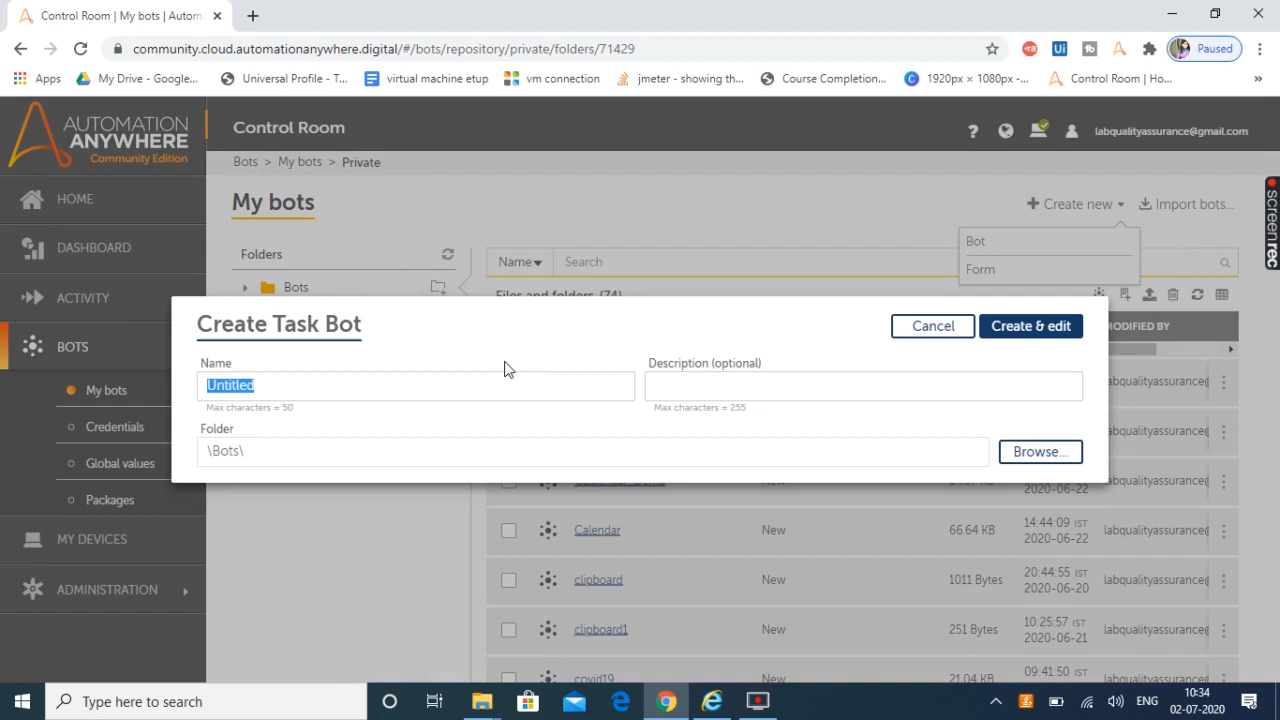 Control Room | My bots | Autom
community.cloud.automationanywhere.digital/#/bots/repository/private/folders/71429
Paused
Apps
My Drive - Google...
Universal Profile - T...
virtual machine etup
vm connection
jmeter - showing th...
Course Completion...
1920px × 1080px -...
Control Room | Ho...
AUTOMATION
ANYWHERE
Community Edition
Control Room
labqualityassurance@gmail.com
Bots > My bots > Private
HOME
DASHBOARD
ACTIVITY
BOTS
My bots
Credentials
Global values
Packages
MY DEVICES
ADMINISTRATION
My bots
Create new
Import bots...
Bot
Form
Folders
Bots
Name
Search
Files and folders (74)
MODIFIED BY
Create Task Bot
Cancel
Create & edit
Name
Description (optional)
Untitled
Max characters = 50
Max characters = 255
Folder
\Bots\
Browse...
labqualityassurance@
labqualityassurance@
2020-06-22
labqualityassurance@
Calendar
New
66.64 KB
14:44:09 IST
2020-06-22
labqualityassurance@
clipboard
New
1011 Bytes
20:44:55 IST
2020-06-20
labqualityassurance@
clipboard1
New
251 Bytes
10:25:57 IST
2020-06-21
labqualityassurance@
covid19
New
21.04 KB
09:41:50 IST
labqualityassurance@
screenrec
Type here to search
ENG
10:34
02-07-2020